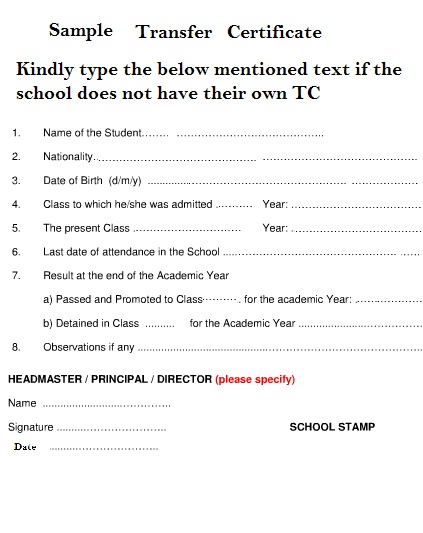 Sample Transfer Certificate
Kindly type the below mentioned text if the
school does not have their own TC
1. Name of the Student........ ..............................................
2. Nationality.................................................... ..................................................
3. Date of Birth (d/m/y) ................................................................ ......................
4. Class to which he/she was admitted ........... Year: ..........................................
5. The present Class ................................... Year: ..........................................
6. Last date of attendance in the School .......................................................... ......
7. Result at the end of the Academic Year
a) Passed and Promoted to Class........... for the academic Year: ......................
b) Detained in Class .......... for the Academic Year ........................................
8. Observations if any ..........................................................................................
HEADMASTER / PRINCIPAL / DIRECTOR (please specify)
Name ..........................................
Signature ................................... SCHOOL STAMP
Date ...................................